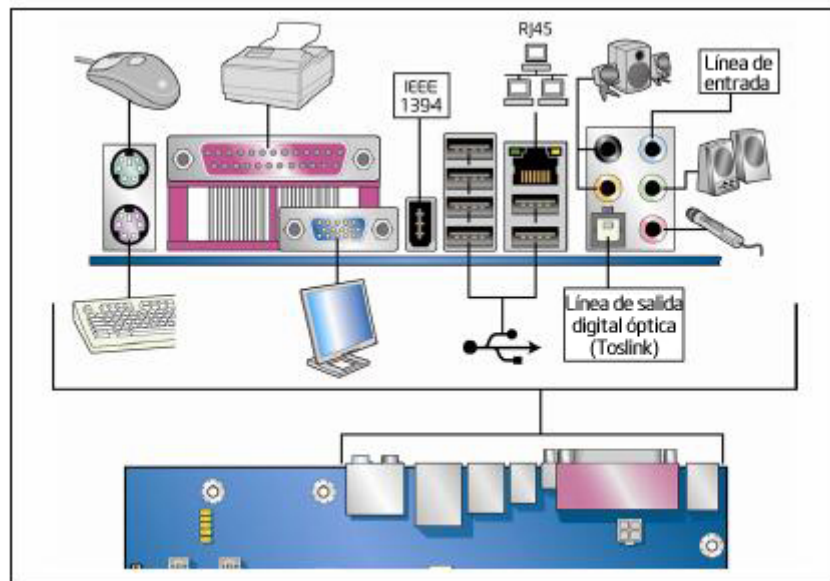 RJ45
IEEE
1394
Línea de
entrada
Línea de salida
digital óptica
(Toslink)